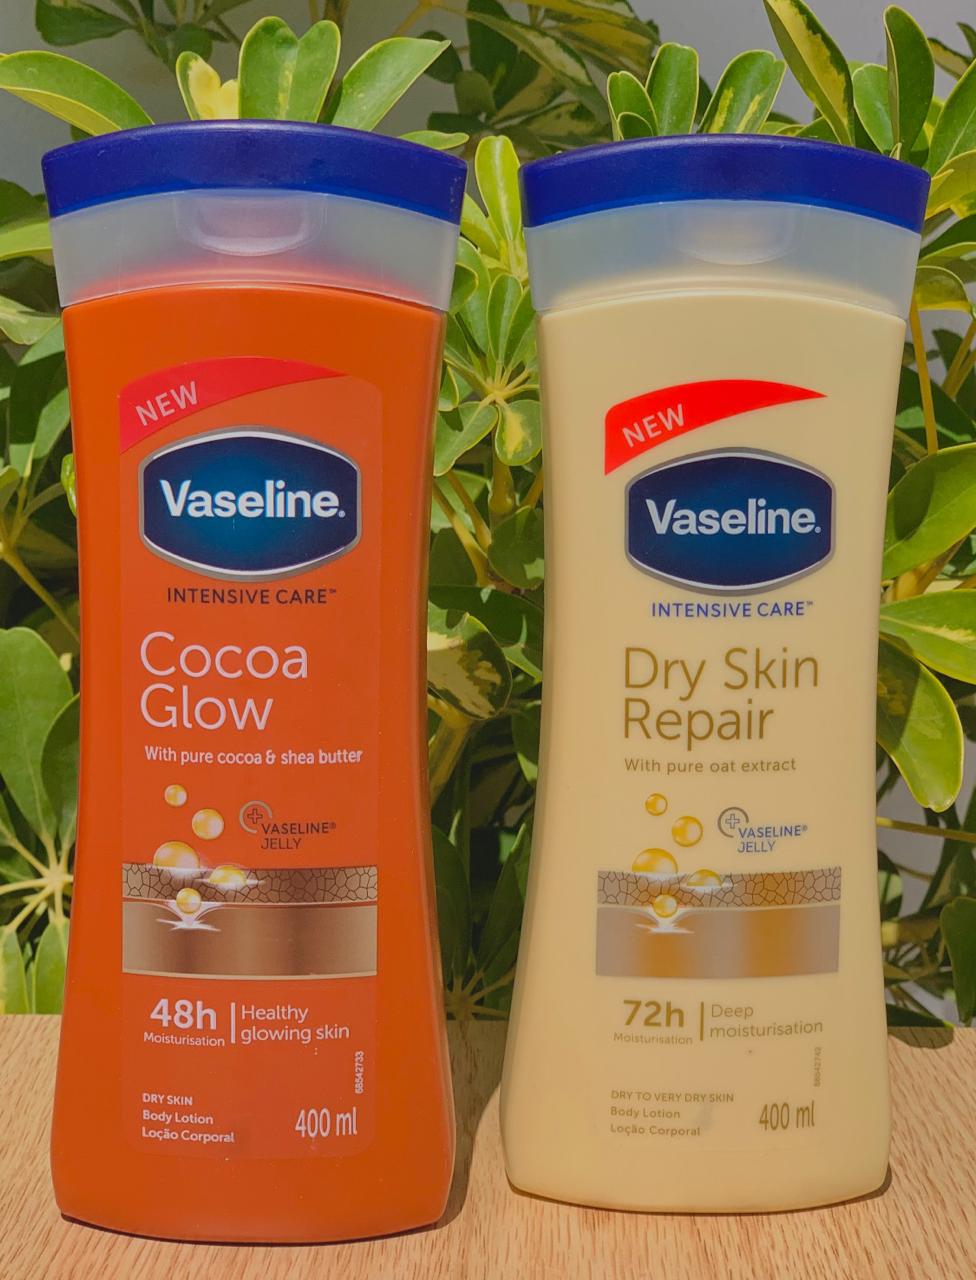 NEW
Vaseline.
INTENSIVE CARE™
Cocoa
Glow
With pure cocoa & shea butter
VASELINE®
JELLY
48h
Moisturisation
Healthy
glowing skin
68542733
DRY SKIN
Body Lotion
Loção Corporal
400 ml
NEW
Vaseline.
INTENSIVE CARE™
Dry Skin
Repair
With pure oat extract
VASELINE®
JELLY
72h
Moisturisation
Deep
moisturisation
DRY TO VERY DRY SKIN
Body Lotion
Loção Corporal
400 ml